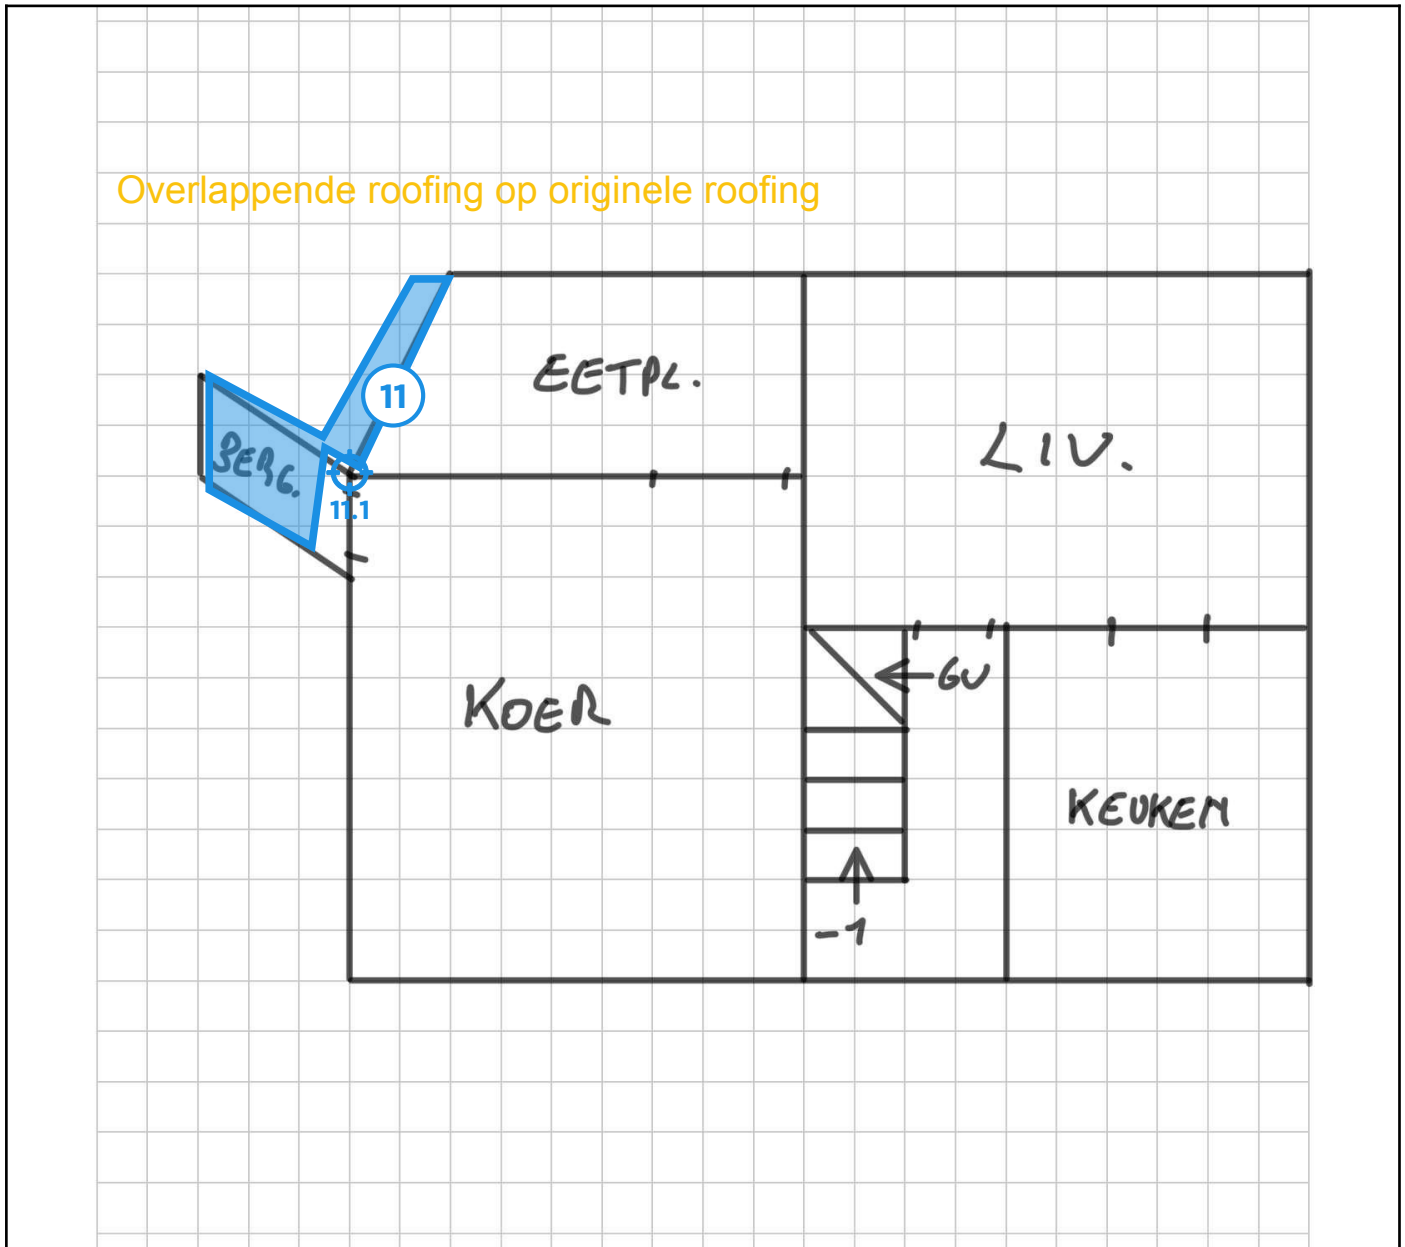 Overlappende roofing op originele roofing
EETPL.
11
LIV.
BERG.
11.1
GV
KOER
KEUKEN
-1